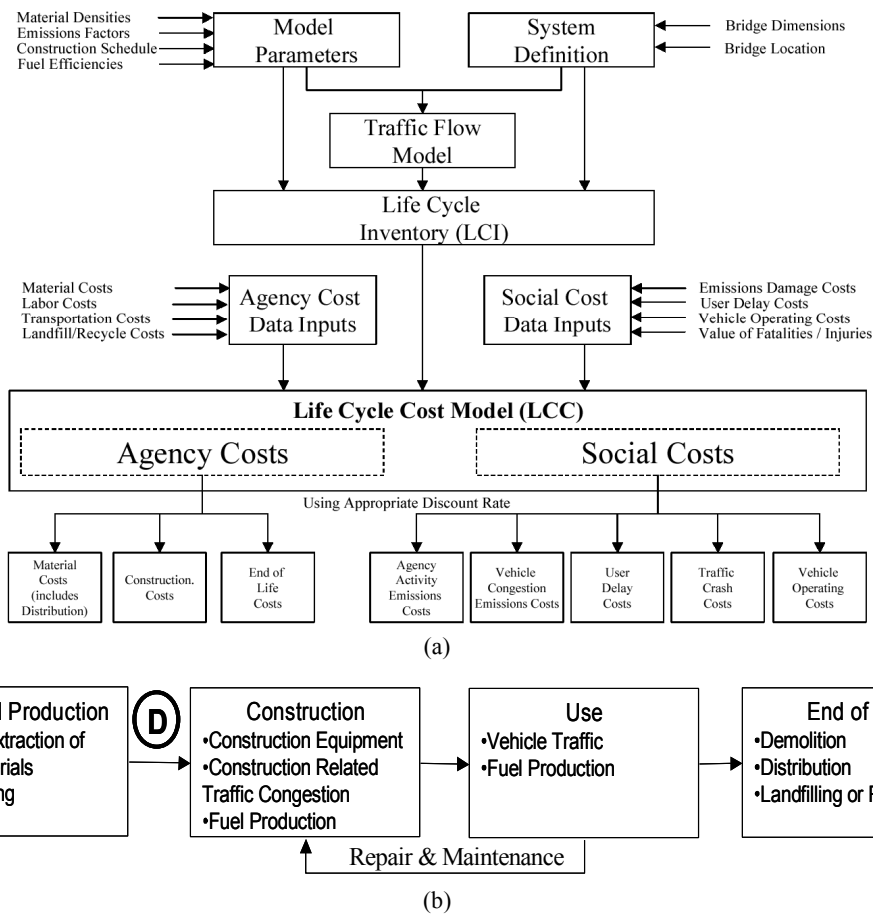 Material Densities
Emissions Factors
Construction Schedule
Fuel Efficiencies
Model
Parameters
System
Definition
Bridge Dimensions
Bridge Location
Traffic Flow
Model
Life Cycle
Inventory (LCI)
Material Costs
Labor Costs
Transportation Costs
Landfill/Recycle Costs
Agency Cost
Data Inputs
Social Cost
Data Inputs
Emissions Damage Costs
User Delay Costs
Vehicle Operating Costs
Value of Fatalities / Injuries
Life Cycle Cost Model (LCC)
Agency Costs
Social Costs
Using Appropriate Discount Rate
Material
Costs
(includes
Distribution)
Construction.
Costs
End of
Life
Costs
Agency
Activity
Emissions
Costs
Vehicle
Congestion
Emissions Costs
User
Delay
Costs
Traffic
Crash
Costs
Vehicle
Operating
Costs
(a)
Production
of
D
Construction
•Construction Equipment
•Construction Related
Traffic Congestion
•Fuel Production
Use
•Vehicle Traffic
•Fuel Production
End of
•Demolition
•Distribution
•Landfilling or
Repair & Maintenance
(b)